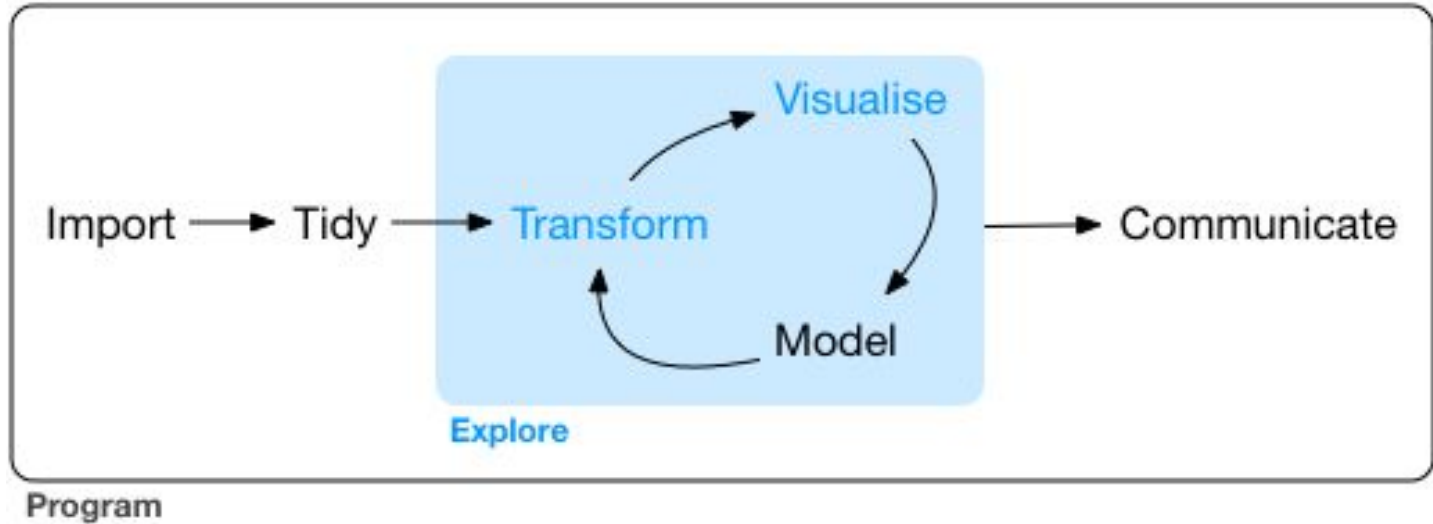 Visualise
Import Tidy Transform Communicate
Model
Explore
Program